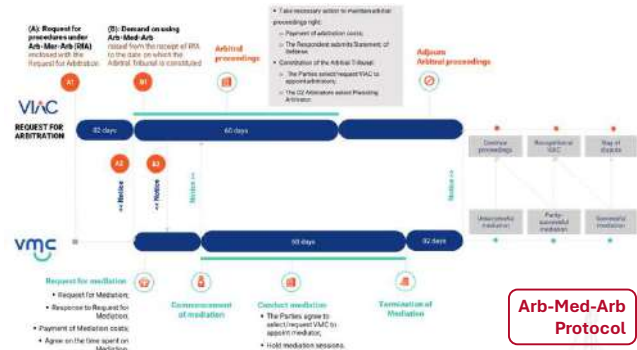 (A): Request for
procedures under
Arb-Mer-Arb (RfA)
enclosed with the
Request for Arbitration
(B): Demand on using
Arb-Med-Arb
raised from the receipt of RfA
to the date on which the
Arbitral Tribunal is constituted
Arbitral
proceedings
• Take necessary action to maintain arbitral
proceedings right:
Payment of arbitration costs;
The Respondent submits Statement of
Defense.
• Constitution of the Arbitral Tribunal:
The Parties select/request VIAC to
appoint arbitrators;
The 02 Arbitrators select Presiding
Arbitrator.
Adjourn
Arbitral proceedings
A1
B1
VIAC
REQUEST FOR
ARBITRATION
02 days
60 days
Continue
proceedings
Recognition at
VIAC
Stay of
dispute
A2
<< Notice
<< Notice
Notice >>
Notice >>
Unsuccessful
mediation
Partly-
successful
mediation
Successful
mediation
vmc
60 days
02 days
Request for mediation
• Request for Mediation;
• Response to Request for
Mediation;
• Payment of Mediation costs;
• Agree on the time spent on
Mediation.
Commencement
of mediation
Conduct mediation
• The Parties agree to
select/request VMC to
appoint mediator;
• Hold mediation sessions.
Termination of
Mediation
Arb-Med-Arb
Protocol